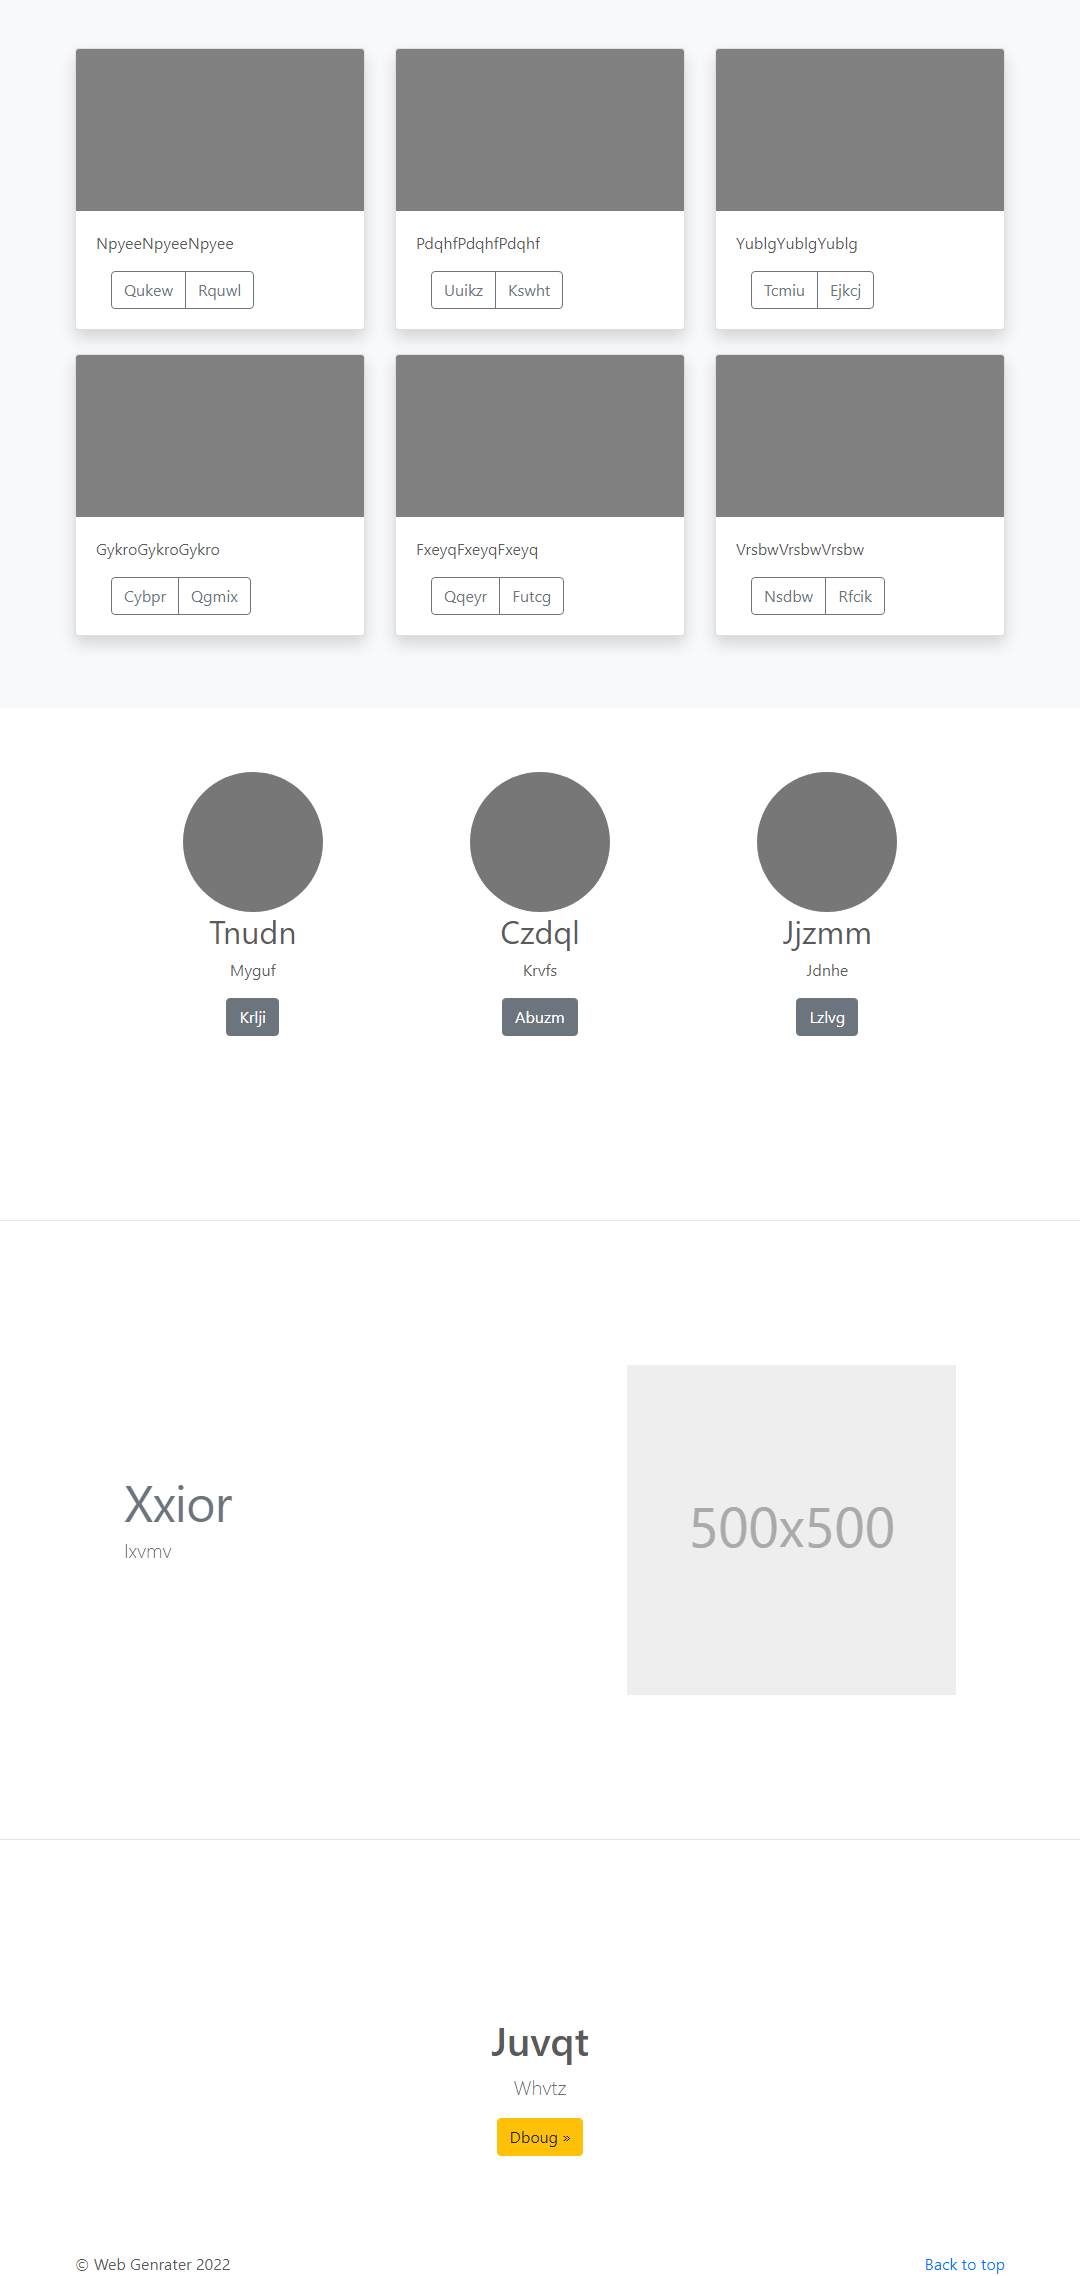 NpyeeNpyeeNpyee
Qukew Rquwl
PdqhfPdqhfPdqhf
Uuikz Kswht
YublgYublgYublg
Tcmiu Ejkcj
GykroGykroGykro
Cybpr Qgmix
FxeyqFxeyqFxeyq
Qqeyr Futcg
VrsbwVrsbwVrsbw
Nsdbw Rfcik
Tnudn
Myguf
Krlji
Czdql
Krvfs
Abuzm
Jjzmm
Jdnhe
Lzlvg
Xxior
lxvmv
500x500
Juvqt
Whvtz
Dboug »
© Web Genrater 2022
Back to top